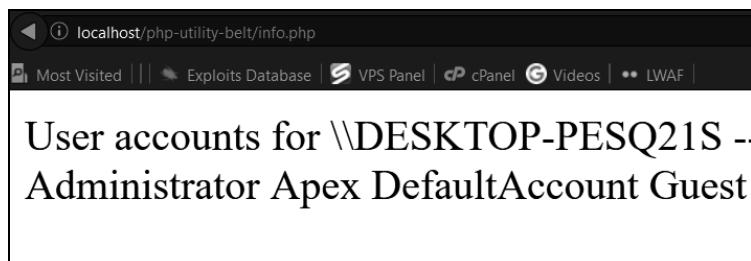 localhost/php-utility-belt/info.php
Most Visited Exploits Database VPS Panel cPanel Videos LWAF
User accounts for \\DESKTOP-PESQ21S --
Administrator Apex DefaultAccount Guest